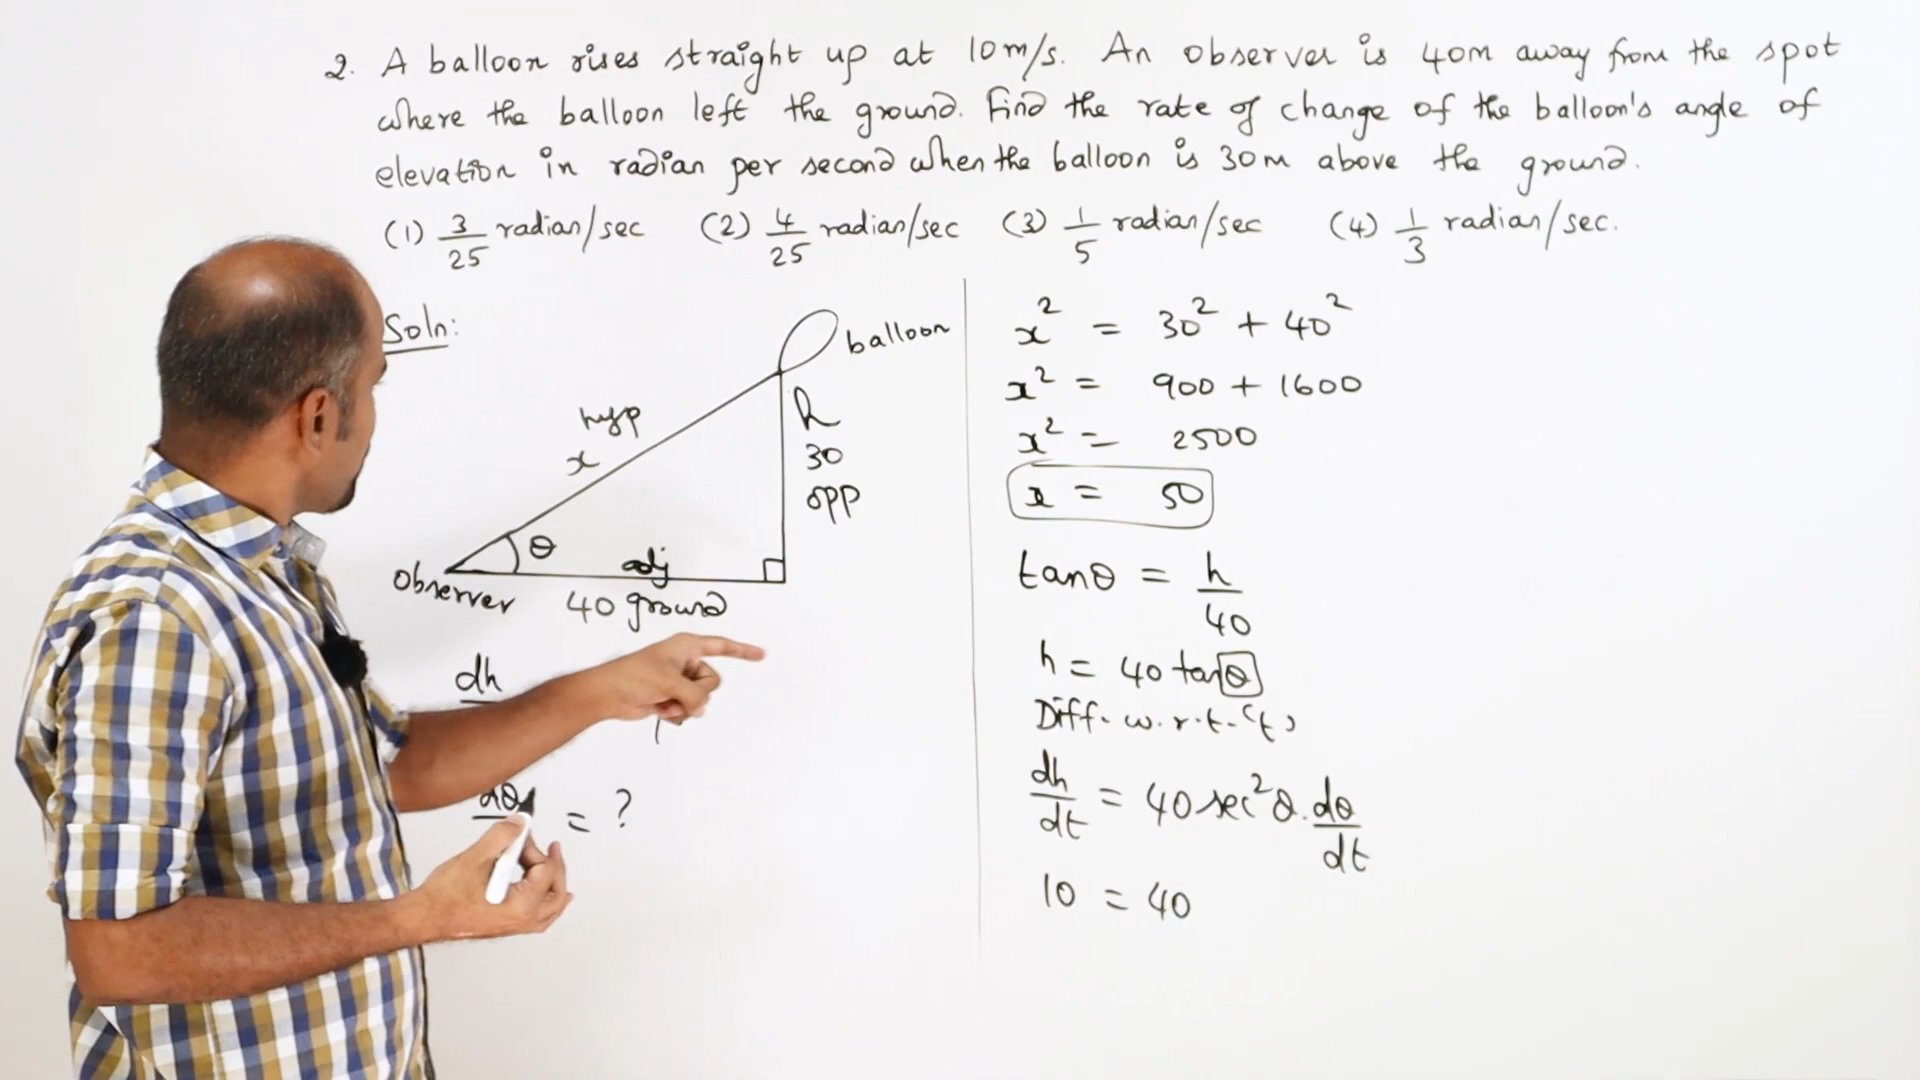 2. A balloon rises straight up at 10m/s. An observer is 40m away from the spot
where the balloon left the ground. Find the rate of change of the balloon's angle of
elevation in radian per second when the balloon is 30m above the ground.
(1) 3/25 radian/sec (2) 4/25 radian/sec (3) 1/5 radian/sec (4) 1/3 radian/sec.
Soln:
balloon
hyp
x
h
30
opp
θ
adj
Observer
40 ground
dh
dθ
= ?
x² = 30² + 40²
x² = 900 + 1600
x² = 2500
x = 50
tanθ = h/40
h = 40 tanθ
Diff. w.r.t. 't'
dh/dt = 40 sec²θ . dθ/dt
10 = 40